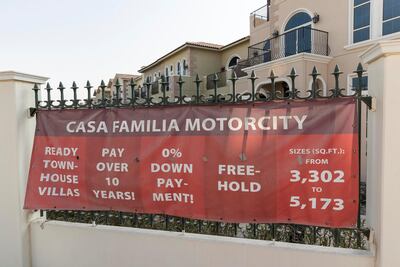 CASA FAMILIA MOTORCITY
READY
TOWN-
HOUSE
VILLAS
PAY
OVER
10
YEARS!
0%
DOWN
PAY-
MENT!
FREE-
HOLD
SIZES (SQ.FT.):
FROM
3,302
TO
5,173